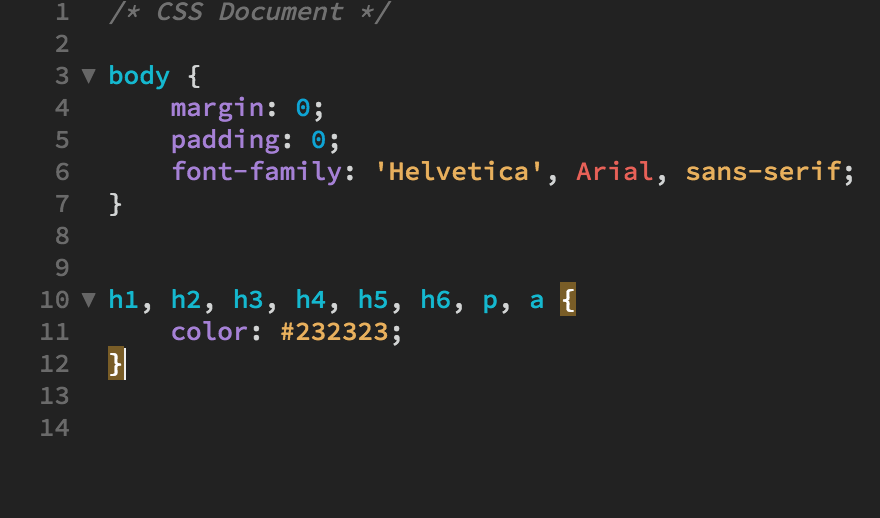 1 /* CSS Document */
2
3 ▼ body {
4     margin: 0;
5     padding: 0;
6     font-family: 'Helvetica', Arial, sans-serif;
7 }
8
9
10 ▼ h1, h2, h3, h4, h5, h6, p, a {
11     color: #232323;
12 }
13
14